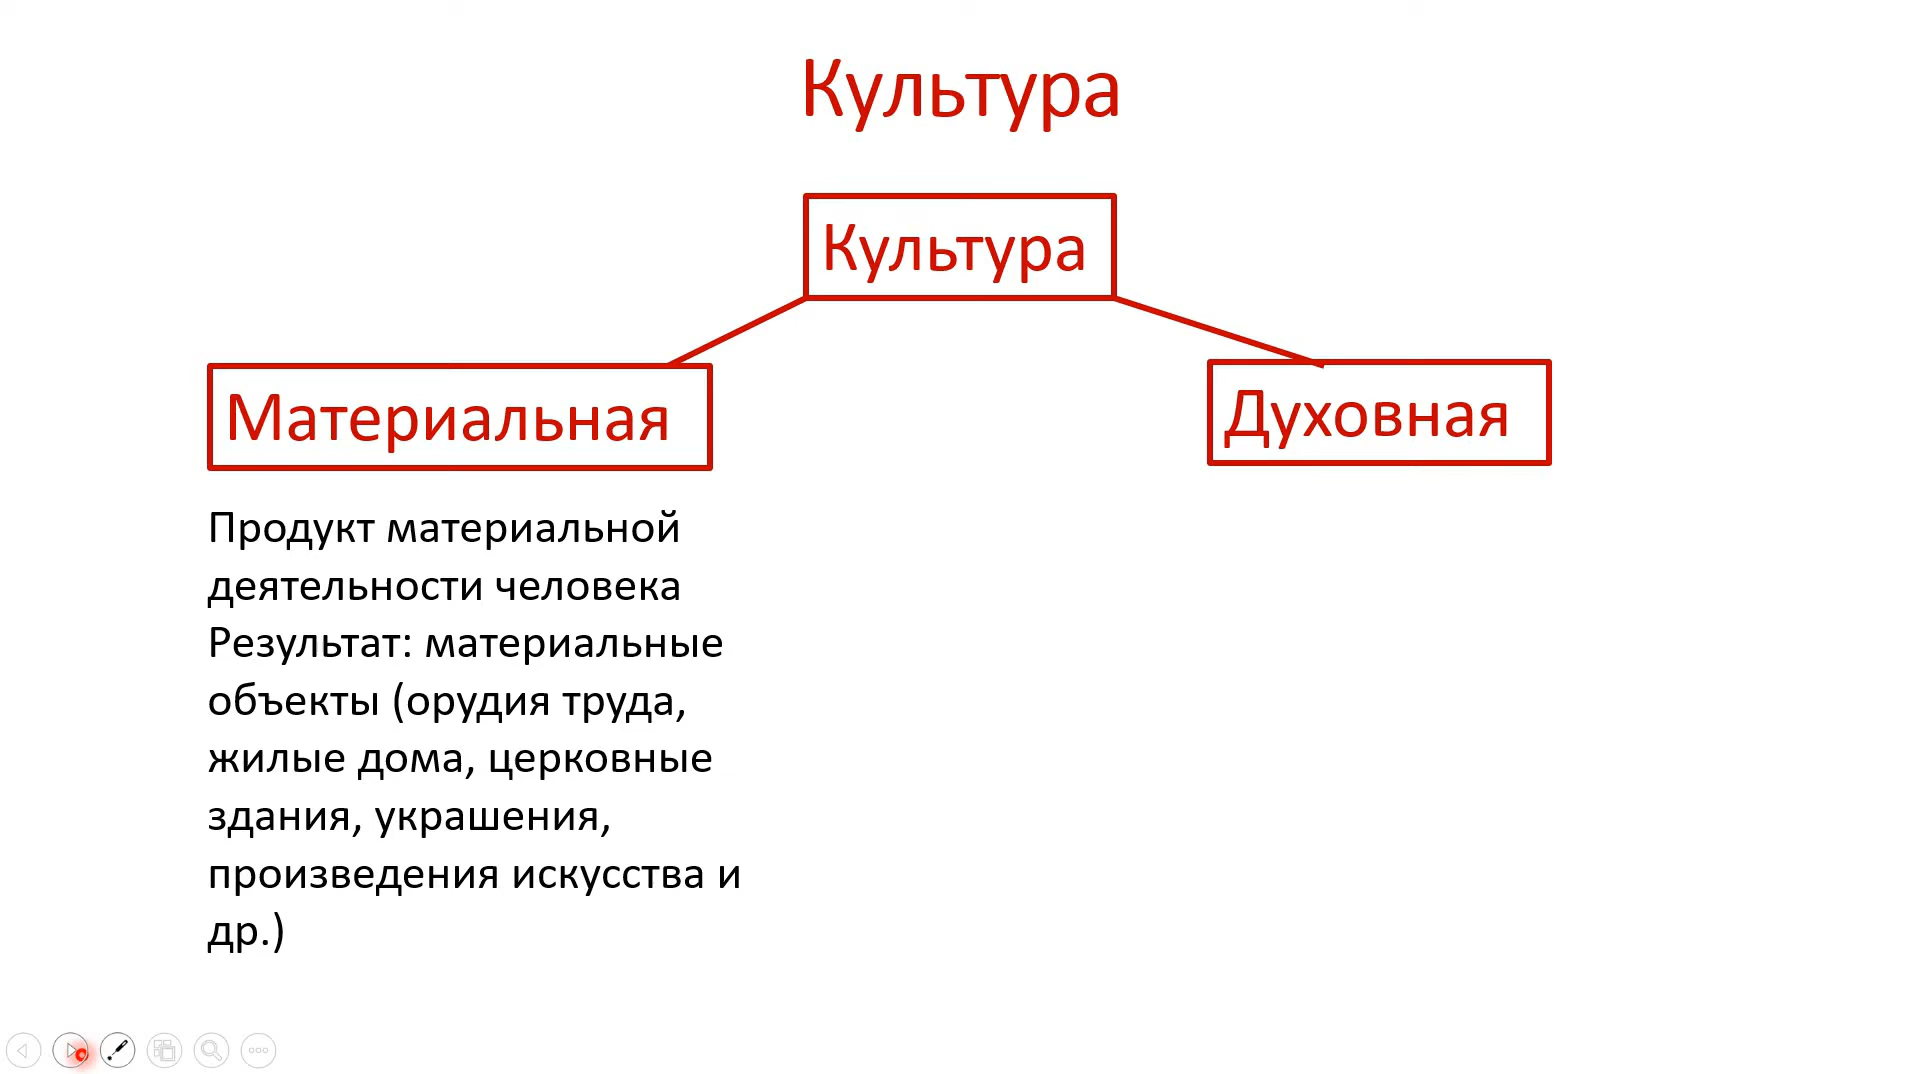 Культура
Культура
Материальная
Духовная
Продукт материальной
деятельности человека
Результат: материальные
объекты (орудия труда,
жилые дома, церковные
здания, украшения,
произведения искусства и
др.)